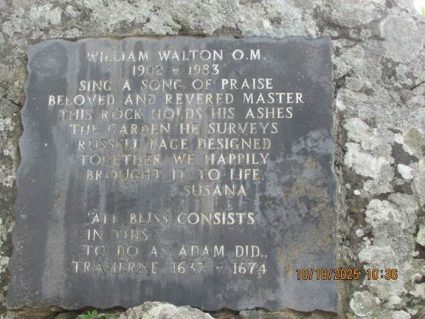 WILLIAM WALTON O.M.
1902 - 1983
SING A SONG OF PRAISE
BELOVED AND REVERED MASTER
THIS ROCK HOLDS HIS ASHES
THE GARDEN HE SURVEYS
RUSSELL PAGE DESIGNED
TOGETHER WE HAPPILY
BROUGHT IT TO LIFE
SUSANA
"ALL BLISS CONSISTS
IN THIS
TO DO AS ADAM DID"
TRAHERNE 1637 - 1674
10/10/2025 10:36